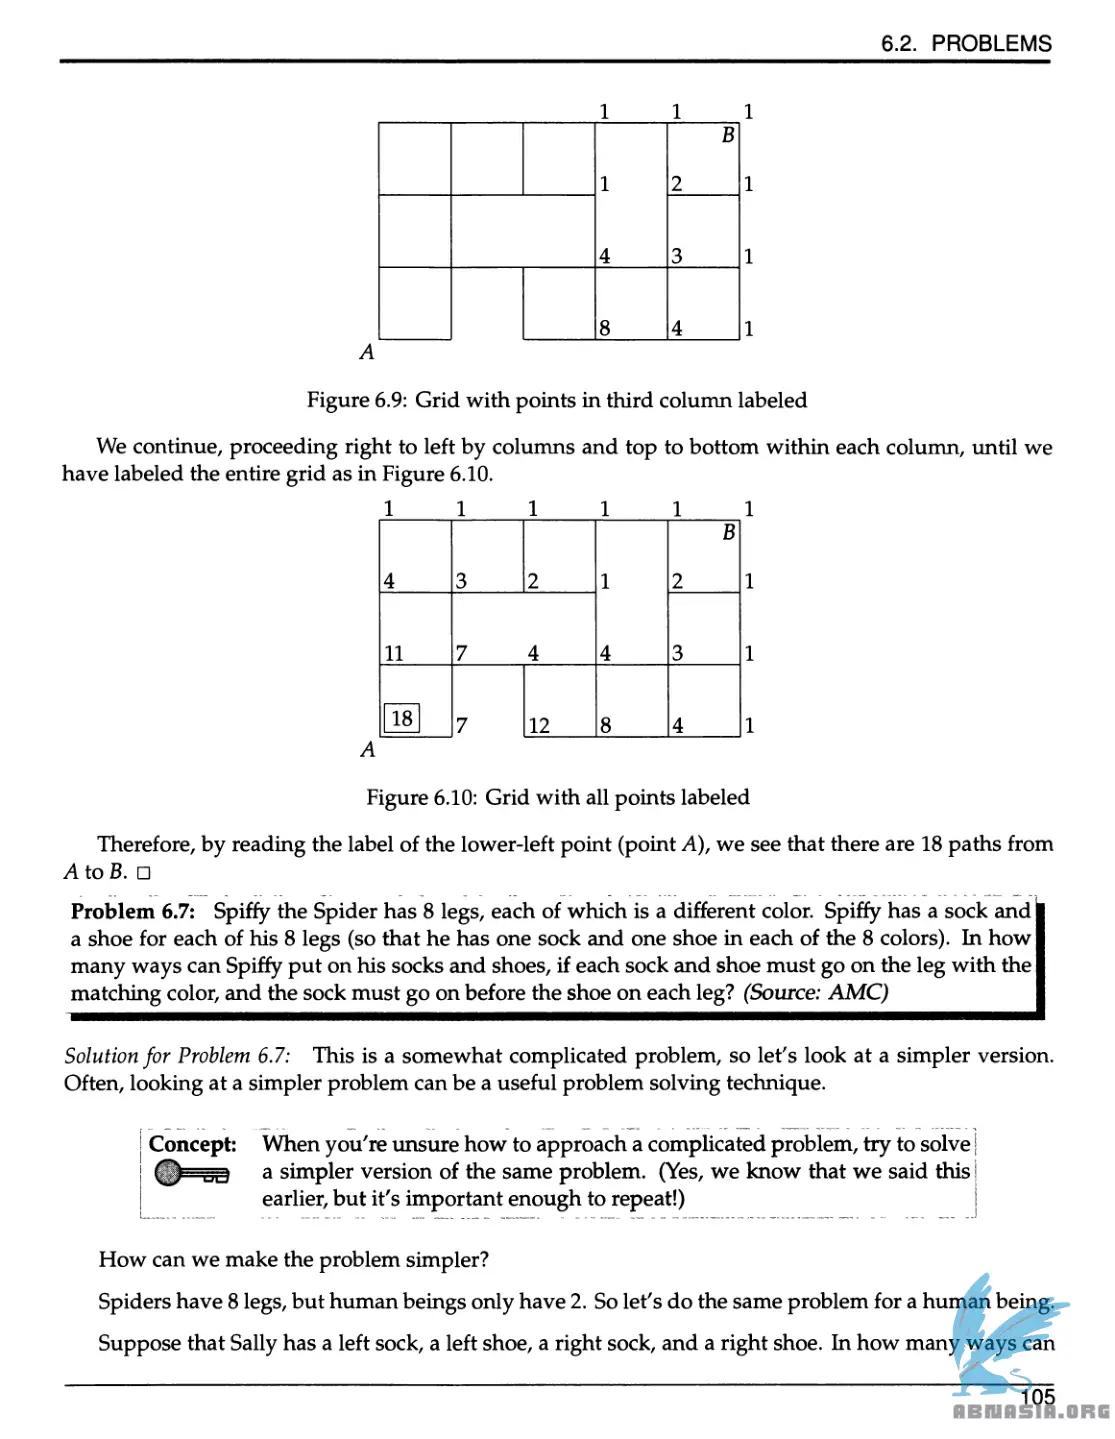 6.2. PROBLEMS
1 1 1
B
1 2 1
4 3 1
8 4 1
A
Figure 6.9: Grid with points in third column labeled
We continue, proceeding right to left by columns and top to bottom within each column, until we
have labeled the entire grid as in Figure 6.10.
1 1 1 1 1 1
B
4 3 2 1 2 1
11 7 4 4 3 1
18 7 12 8 4 1
A
Figure 6.10: Grid with all points labeled
Therefore, by reading the label of the lower-left point (point A), we see that there are 18 paths from
A to B. □
Problem 6.7: Spiffy the Spider has 8 legs, each of which is a different color. Spiffy has a sock and
a shoe for each of his 8 legs (so that he has one sock and one shoe in each of the 8 colors). In how
many ways can Spiffy put on his socks and shoes, if each sock and shoe must go on the leg with the
matching color, and the sock must go on before the shoe on each leg? (Source: AMC)
Solution for Problem 6.7: This is a somewhat complicated problem, so let's look at a simpler version.
Often, looking at a simpler problem can be a useful problem solving technique.
Concept: When you're unsure how to approach a complicated problem, try to solve
a simpler version of the same problem. (Yes, we know that we said this
earlier, but it's important enough to repeat!)
How can we make the problem simpler?
Spiders have 8 legs, but human beings only have 2. So let's do the same problem for a human being.
Suppose that Sally has a left sock, a left shoe, a right sock, and a right shoe. In how many ways can
105
ABNASIA.ORG